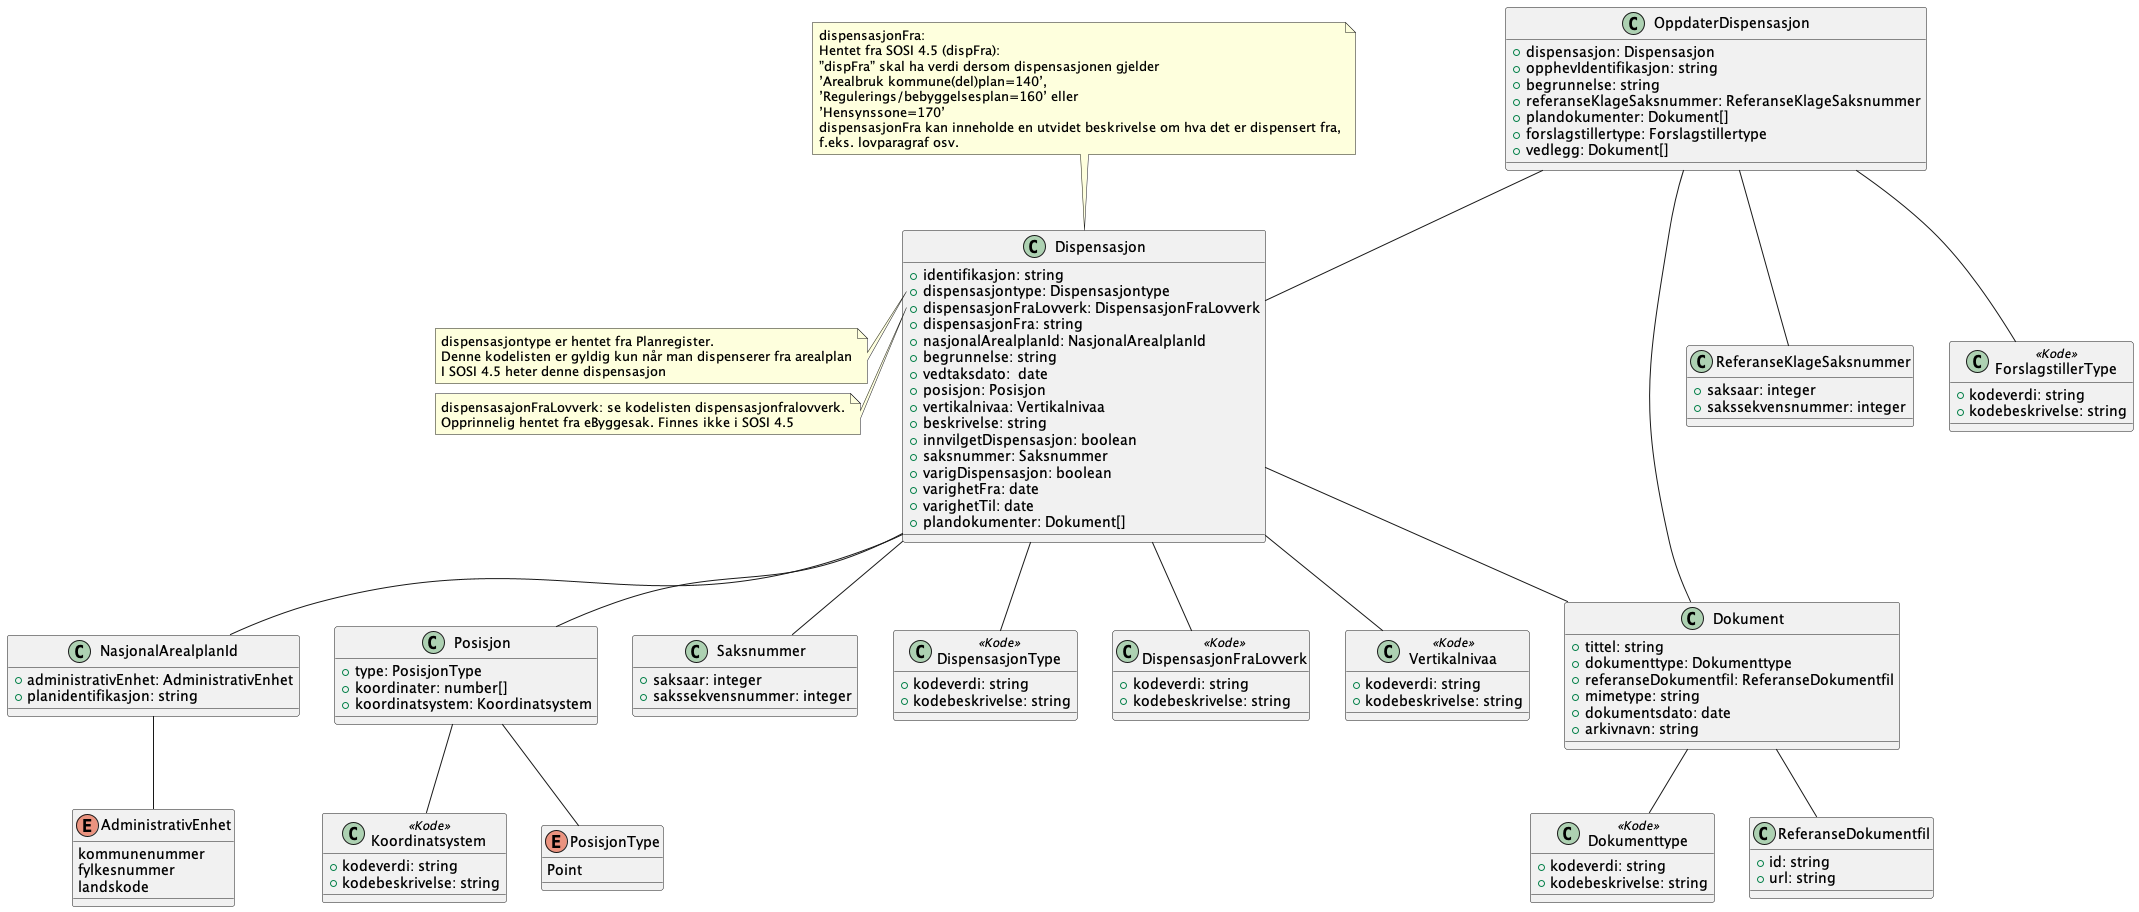 dispensasjonFra:
Hentet fra SOSI 4.5 (dispFra):
"dispFra" skal ha verdi dersom dispensasjonen gjelder
'Arealbruk kommune(del)plan=140',
'Regulerings/bebyggelsesplan=160' eller
'Hensynssone=170'
dispensasjonFra kan inneholde en utvidet beskrivelse om hva det er dispensert fra,
f.eks. lovparagraf osv.
C OppdaterDispensasjon
dispensasjon: Dispensasjon
opphevIdentifikasjon: string
begrunnelse: string
referanseKlageSaksnummer: ReferanseKlageSaksnummer
plandokumenter: Dokument[]
forslagstillertype: Forslagstillertype
vedlegg: Dokument[]
C Dispensasjon
identifikasjon: string
dispensasjontype: Dispensasjontype
dispensasjonFraLovverk: DispensasjonFraLovverk
dispensasjonFra: string
nasjonalArealplanId: NasjonalArealplanId
begrunnelse: string
vedtaksdato:  date
posisjon: Posisjon
vertikalnivaa: Vertikalnivaa
beskrivelse: string
innvilgetDispensasjon: boolean
saksnummer: Saksnummer
varigDispensasjon: boolean
varighetFra: date
varighetTil: date
plandokumenter: Dokument[]
dispensasjontype er hentet fra Planregister.
Denne kodelisten er gyldig kun når man dispenserer fra arealplan
I SOSI 4.5 heter denne dispensasjon
dispensasajonFraLovverk: se kodelisten dispensasjonfralovverk.
Opprinnelig hentet fra eByggesak. Finnes ikke i SOSI 4.5
C ReferanseKlageSaksnummer
saksaar: integer
sakssekvensnummer: integer
«Kode»
C ForslagstillerType
kodeverdi: string
kodebeskrivelse: string
C NasjonalArealplanId
administrativEnhet: AdministrativEnhet
planidentifikasjon: string
C Posisjon
type: PosisjonType
koordinater: number[]
koordinatsystem: Koordinatsystem
C Saksnummer
saksaar: integer
sakssekvensnummer: integer
«Kode»
C DispensasjonType
kodeverdi: string
kodebeskrivelse: string
«Kode»
C DispensasjonFraLovverk
kodeverdi: string
kodebeskrivelse: string
«Kode»
C Vertikalnivaa
kodeverdi: string
kodebeskrivelse: string
C Dokument
tittel: string
dokumenttype: Dokumenttype
referanseDokumentfil: ReferanseDokumentfil
mimetype: string
dokumentsdato: date
arkivnavn: string
E AdministrativEnhet
kommunenummer
fylkesnummer
landskode
«Kode»
C Koordinatsystem
kodeverdi: string
kodebeskrivelse: string
E PosisjonType
Point
«Kode»
C Dokumenttype
kodeverdi: string
kodebeskrivelse: string
C ReferanseDokumentfil
id: string
url: string